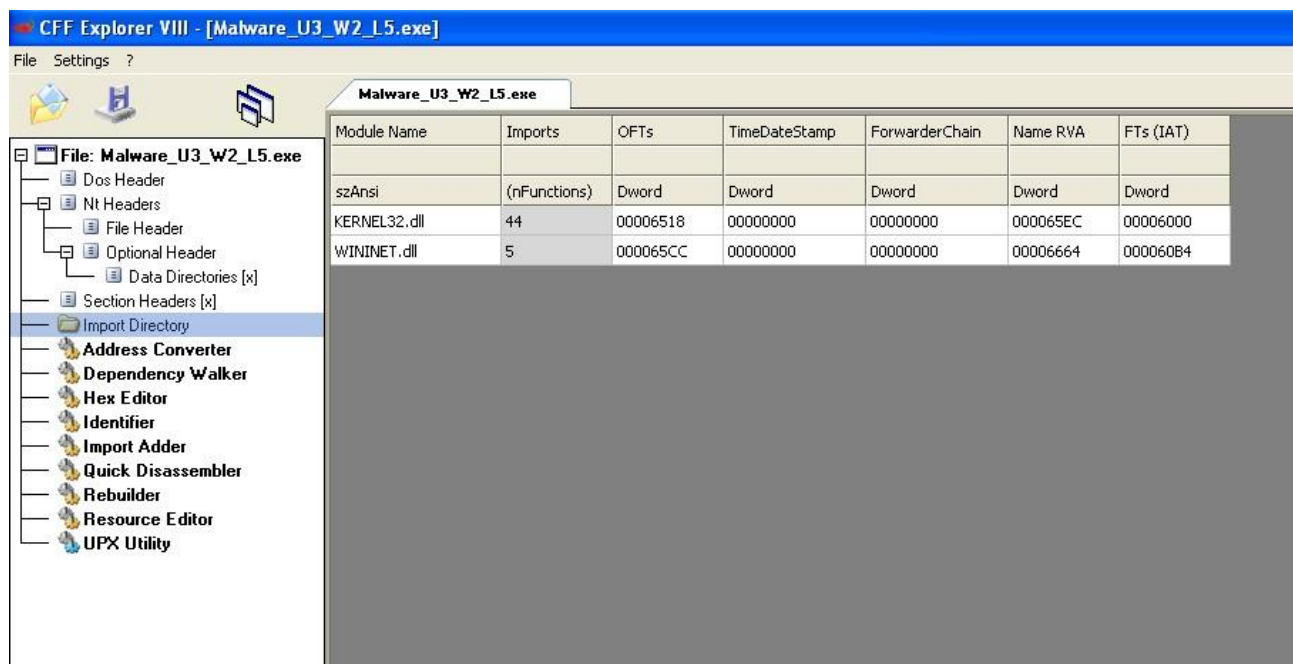 CFF Explorer VIII - [Malware_U3_W2_L5.exe]
File Settings ?
Malware_U3_W2_L5.exe
File: Malware_U3_W2_L5.exe
Dos Header
Nt Headers
File Header
Optional Header
Data Directories [x]
Section Headers [x]
Import Directory
Address Converter
Dependency Walker
Hex Editor
Identifier
Import Adder
Quick Disassembler
Rebuilder
Resource Editor
UPX Utility
Module Name Imports OFTs TimeDateStamp ForwarderChain Name RVA FTs (IAT)
szAnsi (nFunctions) Dword Dword Dword Dword Dword
KERNEL32.dll 44 00006518 00000000 00000000 000065EC 00006000
WININET.dll 5 000065CC 00000000 00000000 00006664 000060B4